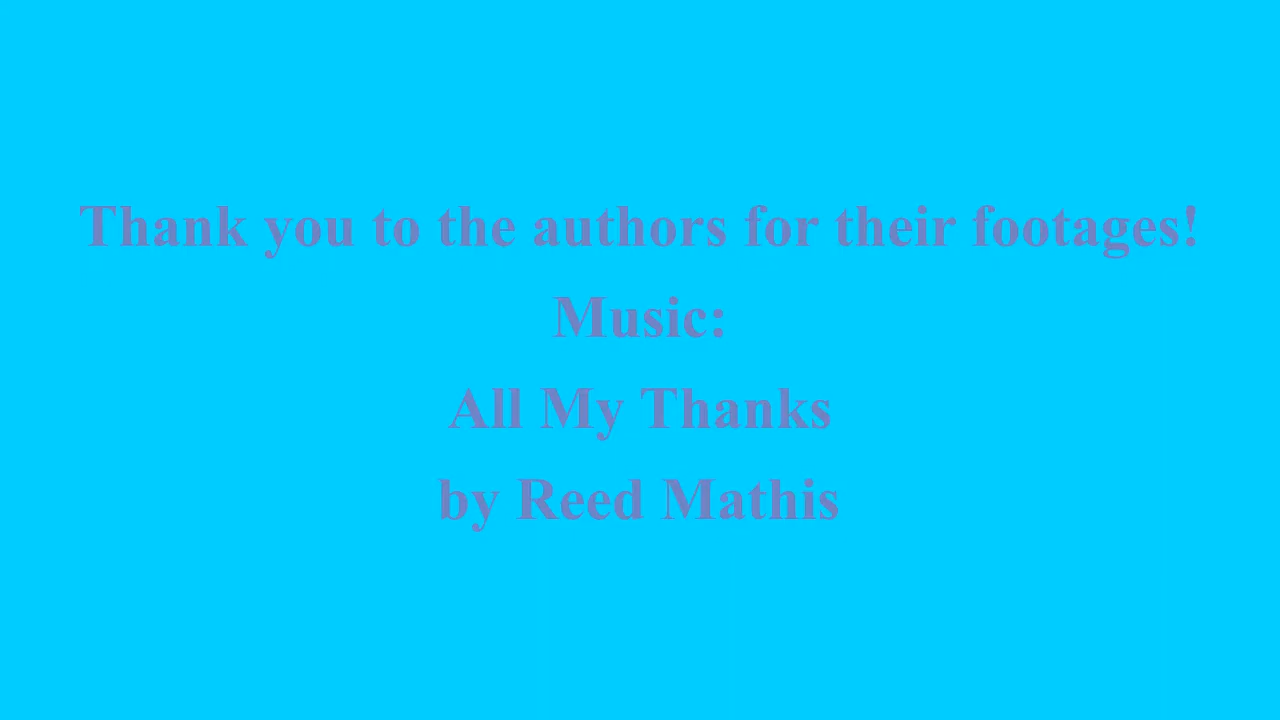 Thank you to the authors for their footages!
Music:
All My Thanks
by Reed Mathis